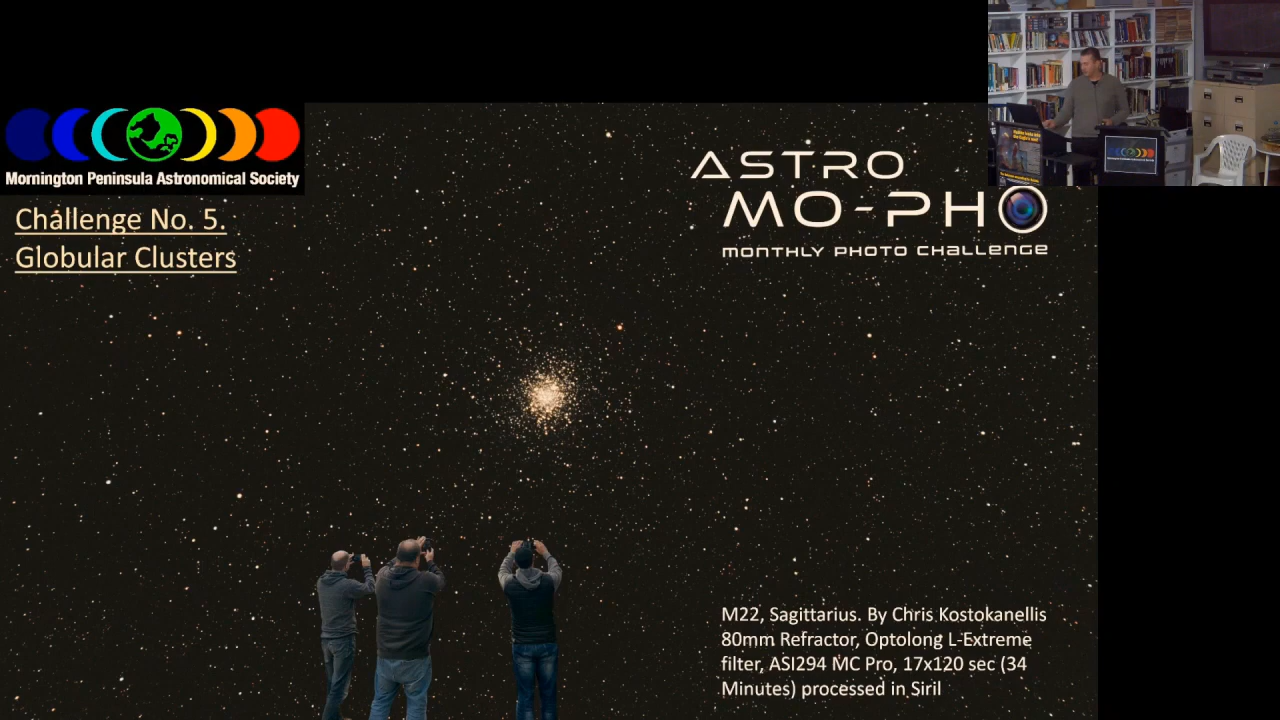 Mornington Peninsula Astronomical Society
Challenge No. 5.
Globular Clusters
ASTRO
MO-PHO
MONTHLY PHOTO CHALLENGE
M22, Sagittarius. By Chris Kostokanellis
80mm Refractor, Optolong L-Extreme
filter, ASI294 MC Pro, 17x120 sec (34
Minutes) processed in Siril